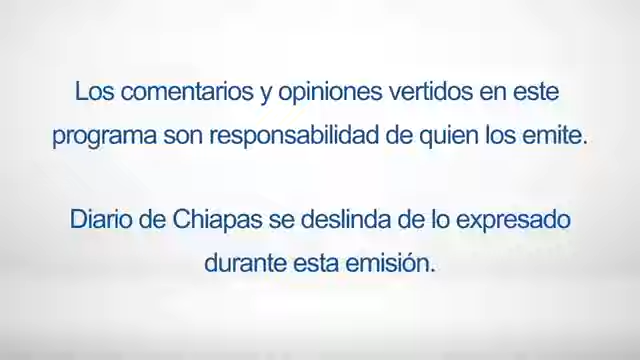 Los comentarios y opiniones vertidos en este
programa son responsabilidad de quien los emite.
Diario de Chiapas se deslinda de lo expresado
durante esta emisión.